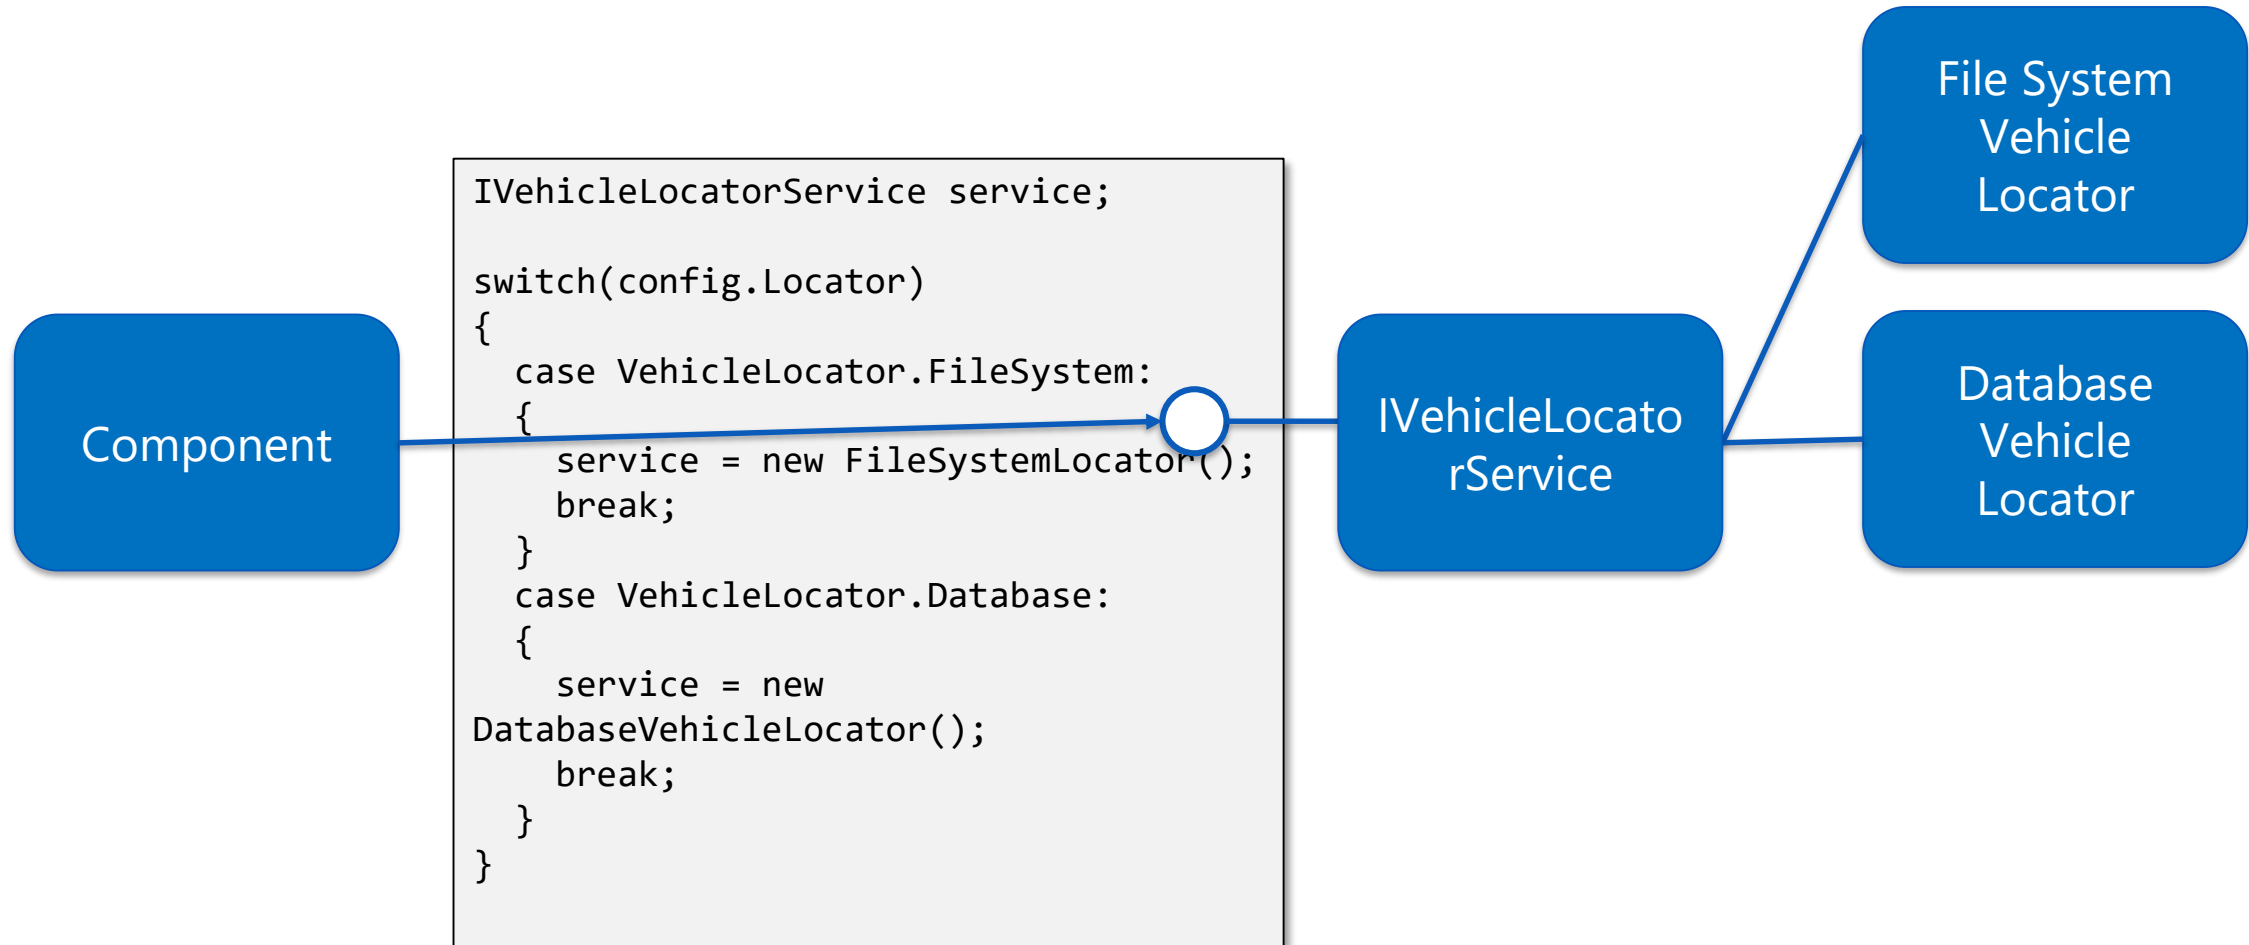 Component
IVehicleLocatorService service;
switch(config.Locator)
{
  case VehicleLocator.FileSystem:
  {
    service = new FileSystemLocator();
    break;
  }
  case VehicleLocator.Database:
  {
    service = new
DatabaseVehicleLocator();
    break;
  }
}
IVehicleLocato
rService
File System
Vehicle
Locator
Database
Vehicle
Locator